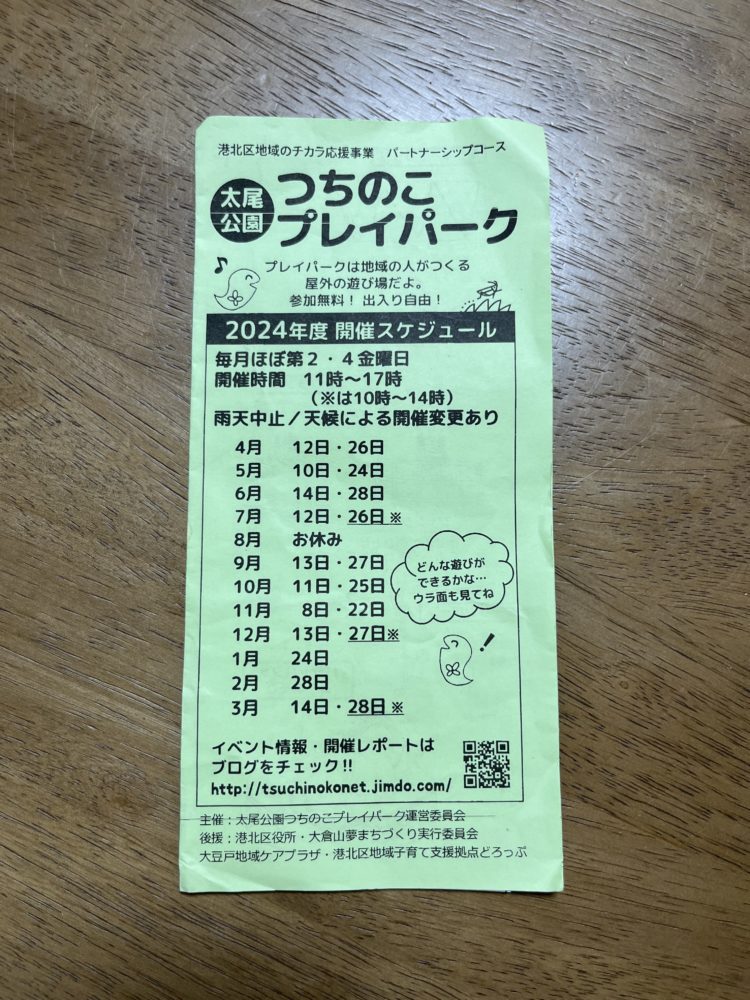 港北区地域のチカラ応援事業　パートナーシップコース
太尾
公園
つちのこ
プレイパーク
プレイパークは地域の人がつくる
屋外の遊び場だよ。
参加無料！ 出入り自由！
2024年度 開催スケジュール
毎月ほぼ第２・４金曜日
開催時間　11時～17時
（※は10時～14時）
雨天中止／天候による開催変更あり
4月　12日・26日
5月　10日・24日
6月　14日・28日
7月　12日・26日※
8月　お休み
9月　13日・27日
10月　11日・25日
11月　8日・22日
12月　13日・27日※
1月　24日
2月　28日
3月　14日・28日※
どんな遊びが
できるかな…
ウラ面も見てね
!
イベント情報・開催レポートは
ブログをチェック!!
http://tsuchinokonet.jimdo.com/
主催：太尾公園つちのこプレイパーク運営委員会
後援：港北区役所・大倉山夢まちづくり実行委員会
大豆戸地域ケアプラザ・港北区地域子育て支援拠点どろっぷ